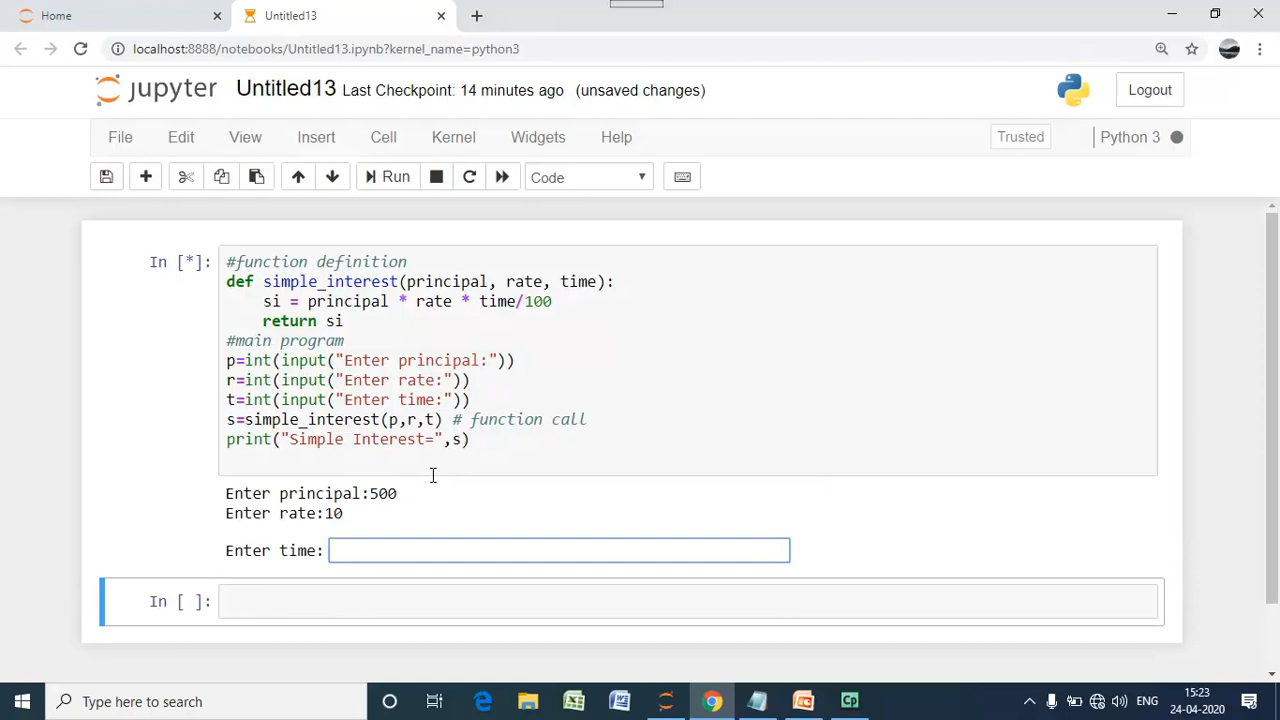 Home
Untitled13
localhost:8888/notebooks/Untitled13.ipynb?kernel_name=python3
jupyter Untitled13 Last Checkpoint: 14 minutes ago (unsaved changes)
Logout
File Edit View Insert Cell Kernel Widgets Help
Trusted
Python 3
Run
Code
In [*]:
#function definition
def simple_interest(principal, rate, time):
    si = principal * rate * time/100
    return si
#main program
p=int(input("Enter principal:"))
r=int(input("Enter rate:"))
t=int(input("Enter time:"))
s=simple_interest(p,r,t) # function call
print("Simple Interest=",s)
Enter principal:500
Enter rate:10
Enter time:
In [ ]:
Type here to search
ENG
15:23
24-04-2020
Cp